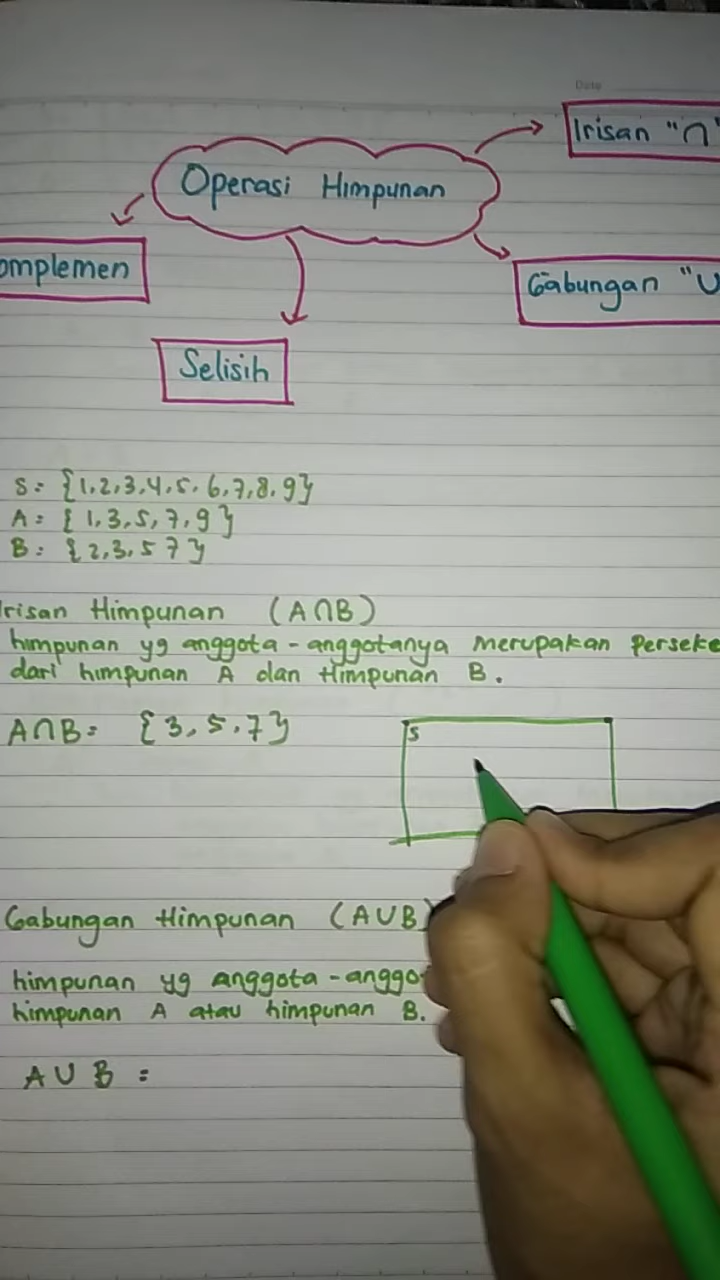 Date
Irisan "∩"
Operasi Himpunan
omplemen
Gabungan "U
Selisih
S = {1,2,3,4,5,6,7,8,9}
A = {1,3,5,7,9}
B = {2,3,5 7}
Irisan Himpunan (A∩B)
himpunan yg anggota-anggotanya merupakan perseke
dari himpunan A dan Himpunan B.
A∩B = {3,5,7}
S
Gabungan Himpunan (AUB
himpunan yg anggota-anggo
himpunan A atau himpunan B.
A U B =